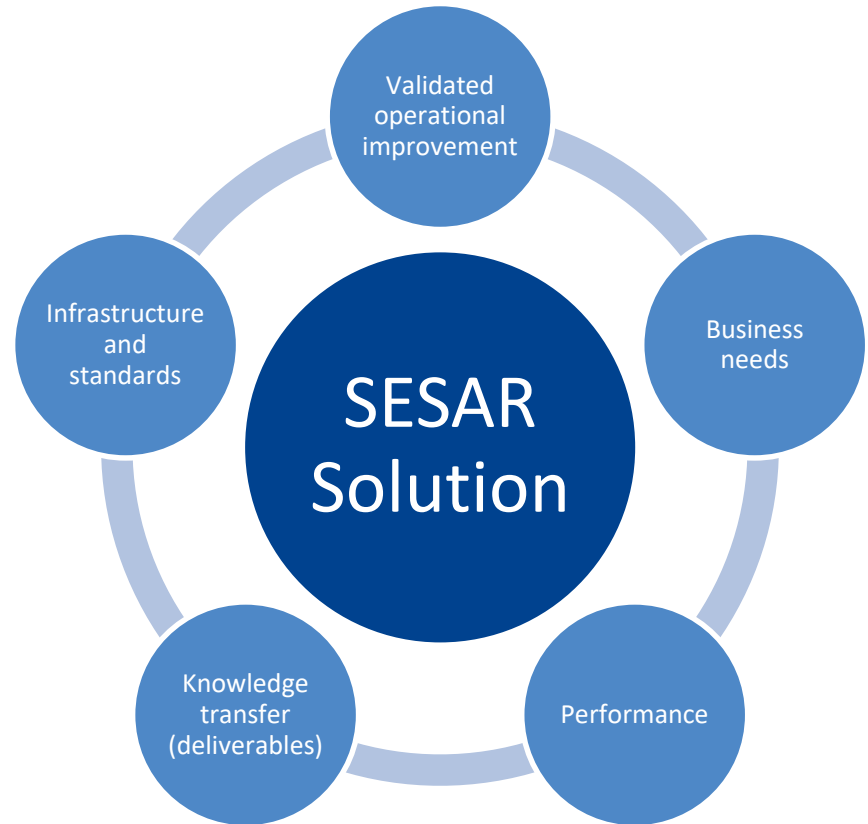 Validated
operational
improvement
Infrastructure
and
standards
Business
needs
SESAR
Solution
Knowledge
transfer
(deliverables)
Performance